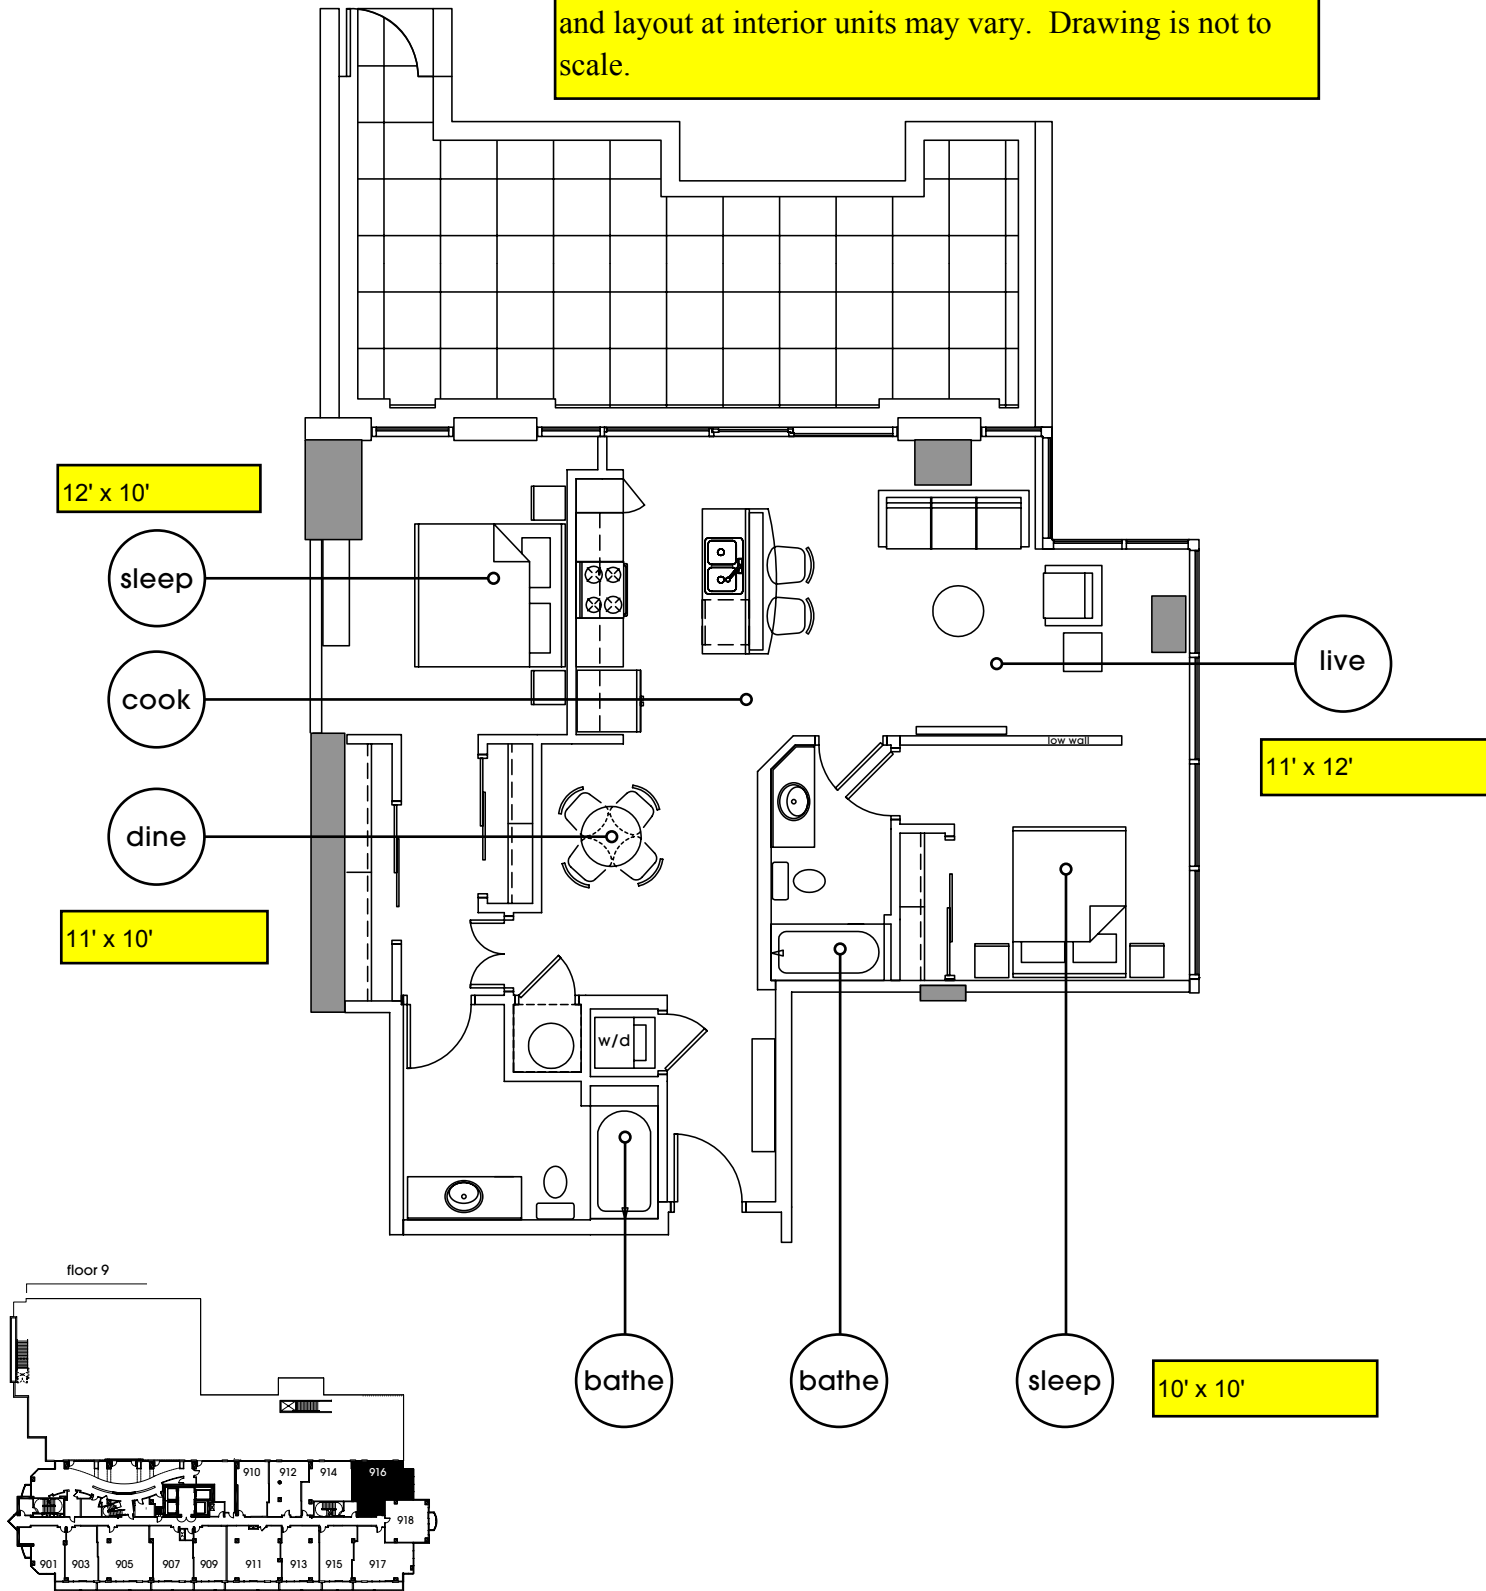 and layout at interior units may vary.  Drawing is not to
scale.
12' x 10'
sleep
cook
live
low wall
11' x 12'
dine
11' x 10'
w/d
floor 9
bathe
bathe
sleep
10' x 10'
910
912
914
916
918
901
903
905
907
909
911
913
915
917